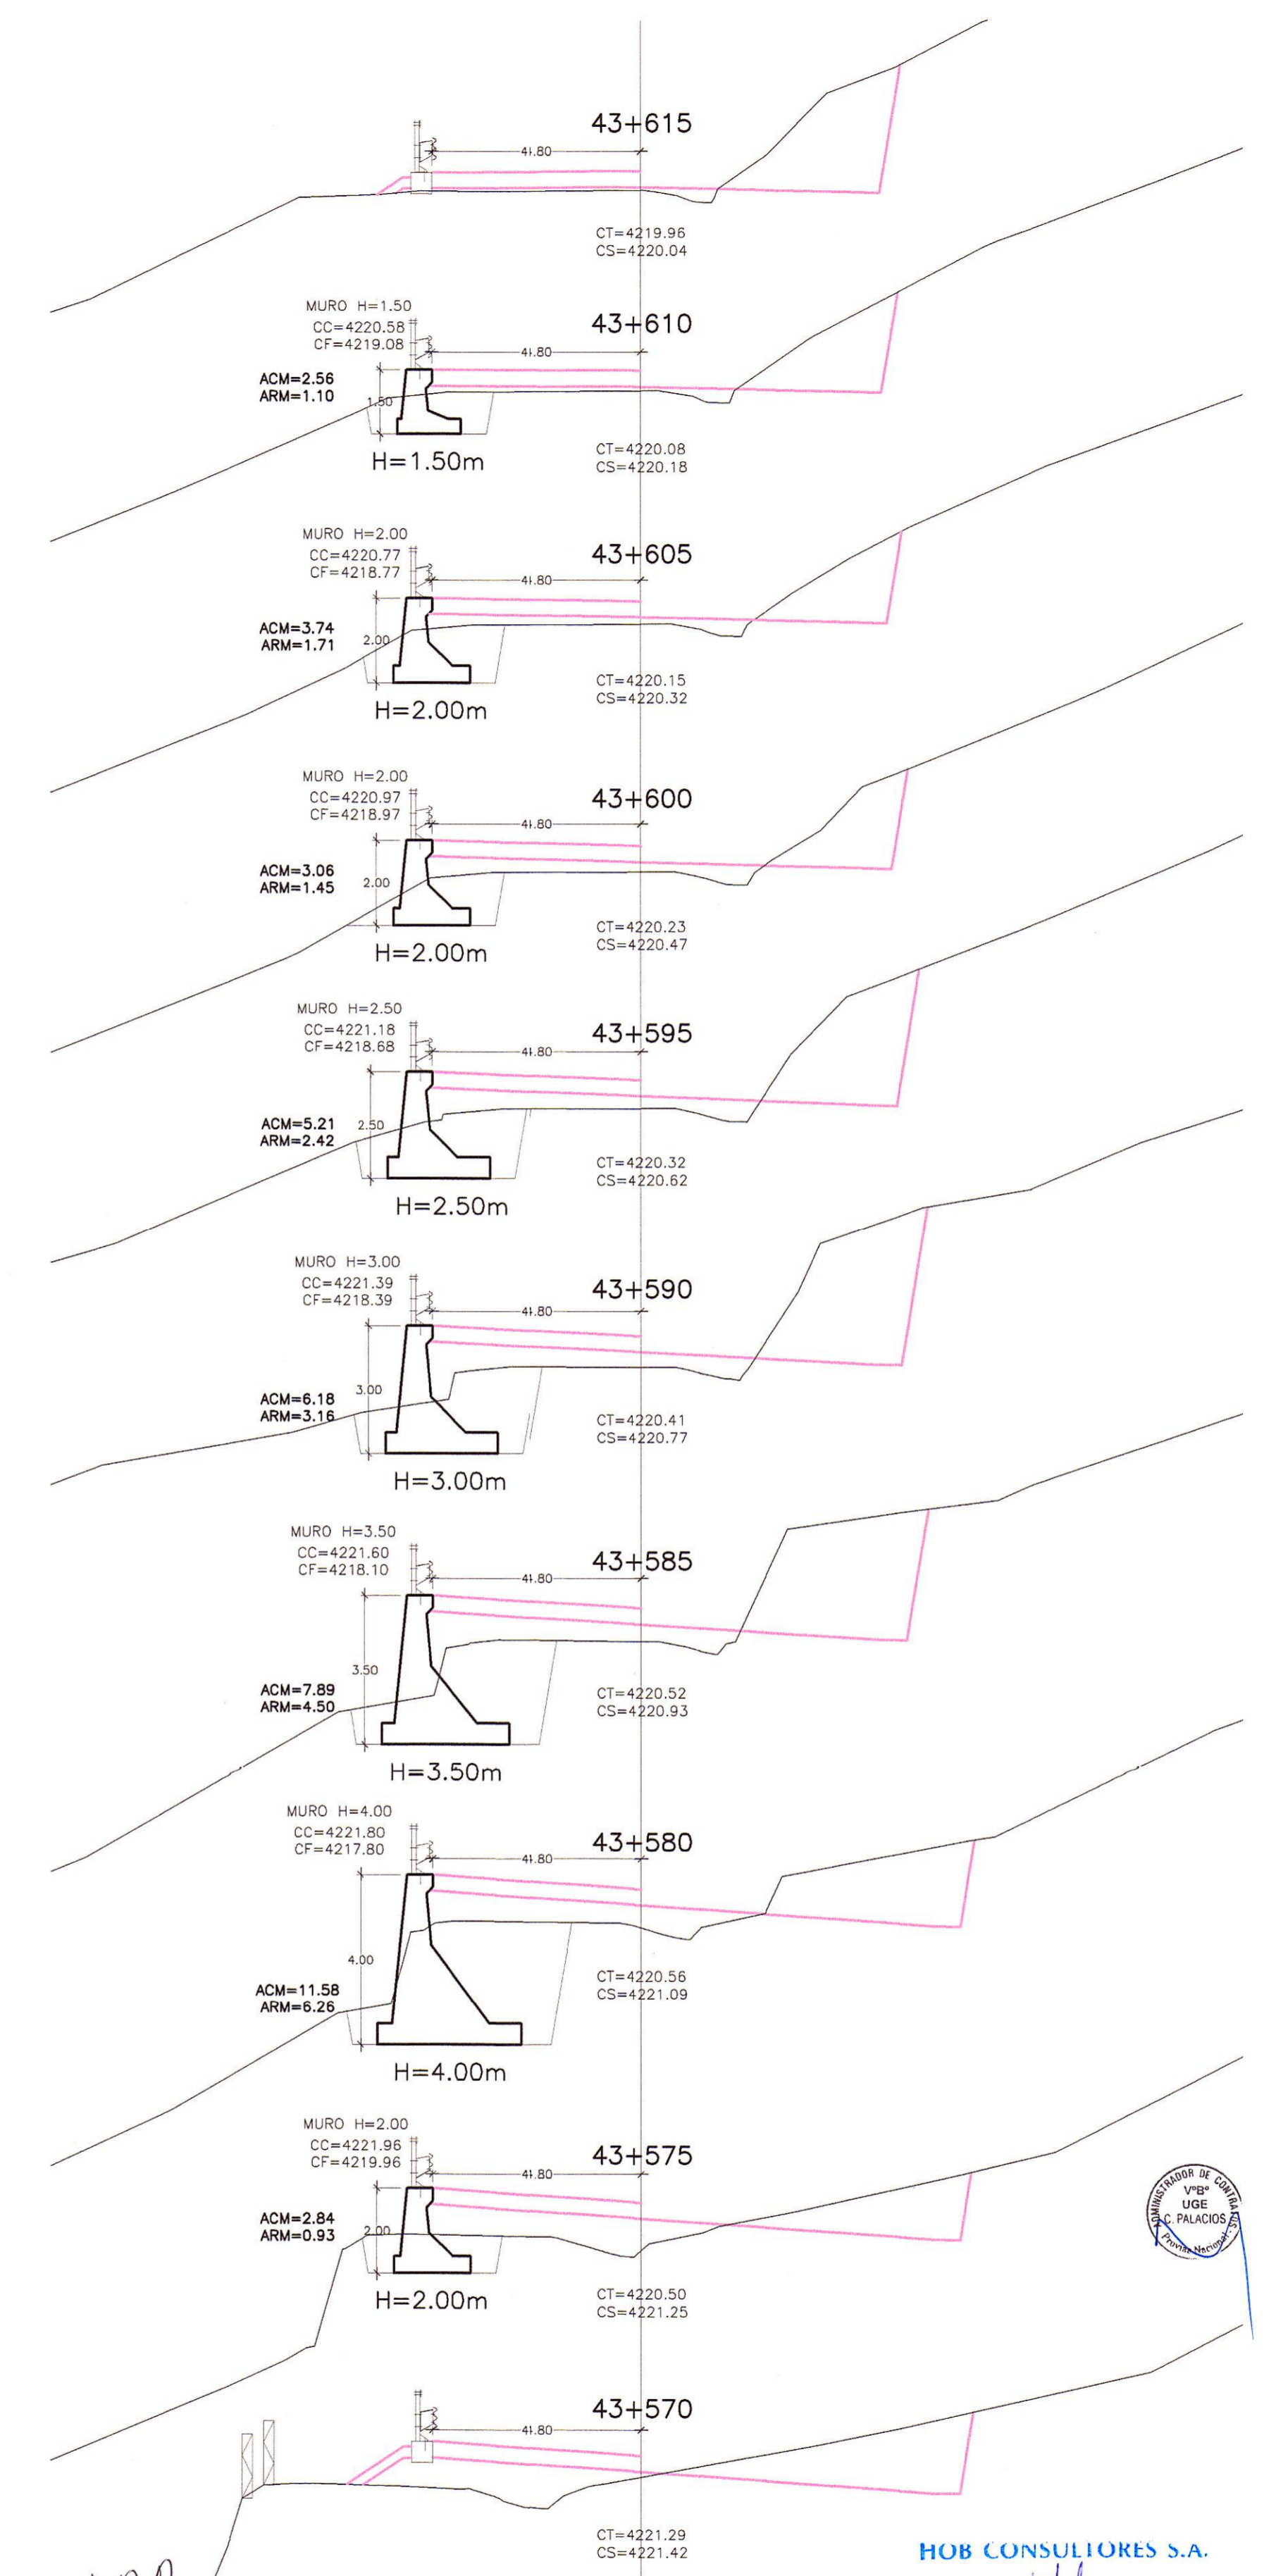 43+615
41.80
CT=4219.96
CS=4220.04
MURO H=1.50
CC=4220.58
CF=4219.08
43+610
41.80
ACM=2.56
ARM=1.10
1.50
H=1.50m
CT=4220.08
CS=4220.18
MURO H=2.00
CC=4220.77
CF=4218.77
43+605
41.80
ACM=3.74
ARM=1.71
2.00
H=2.00m
CT=4220.15
CS=4220.32
MURO H=2.00
CC=4220.97
CF=4218.97
43+600
41.80
ACM=3.06
ARM=1.45
2.00
H=2.00m
CT=4220.23
CS=4220.47
MURO H=2.50
CC=4221.18
CF=4218.68
43+595
41.80
ACM=5.21
ARM=2.42
2.50
H=2.50m
CT=4220.32
CS=4220.62
MURO H=3.00
CC=4221.39
CF=4218.39
43+590
41.80
ACM=6.18
ARM=3.16
3.00
H=3.00m
CT=4220.41
CS=4220.77
MURO H=3.50
CC=4221.60
CF=4218.10
43+585
41.80
ACM=7.89
ARM=4.50
3.50
H=3.50m
CT=4220.52
CS=4220.93
MURO H=4.00
CC=4221.80
CF=4217.80
43+580
41.80
ACM=11.58
ARM=6.26
4.00
H=4.00m
CT=4220.56
CS=4221.09
MURO H=2.00
CC=4221.96
CF=4219.96
43+575
41.80
ACM=2.84
ARM=0.93
2.00
H=2.00m
CT=4220.50
CS=4221.25
ADMINISTRADOR DE CONTRATOS
V°B°
UGE
C. PALACIOS
Provias Nacional
43+570
41.80
CT=4221.29
CS=4221.42
HOB CONSULTORES S.A.